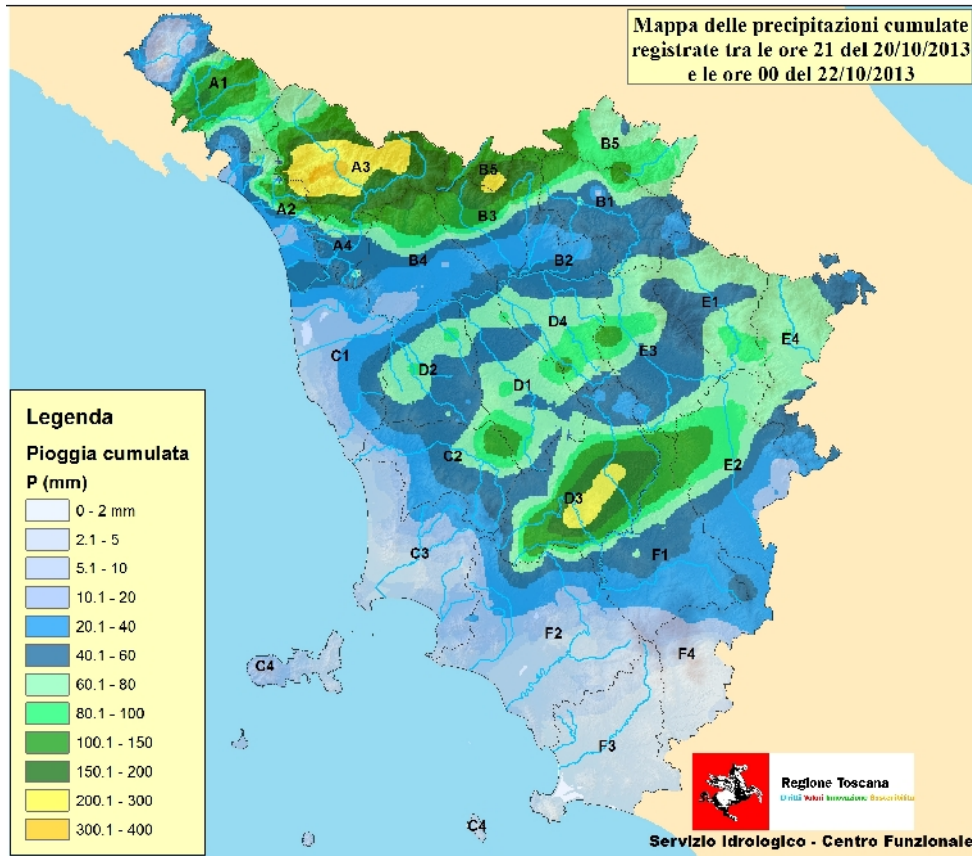 Mappa delle precipitazioni cumulate
registrate tra le ore 21 del 20/10/2013
e le ore 00 del 22/10/2013
A1
B5
A3
B5
A2
B3
B1
A4
B4
B2
E1
D4
C1
E3
E4
D2
D1
C2
E2
D3
C3
F1
F2
C4
F4
F3
C4
Legenda
Pioggia cumulata
P (mm)
0 - 2 mm
2.1 - 5
5.1 - 10
10.1 - 20
20.1 - 40
40.1 - 60
60.1 - 80
80.1 - 100
100.1 - 150
150.1 - 200
200.1 - 300
300.1 - 400
Regione Toscana
Diritti Valori Innovazione Sostenibilità
Servizio Idrologico - Centro Funzionale